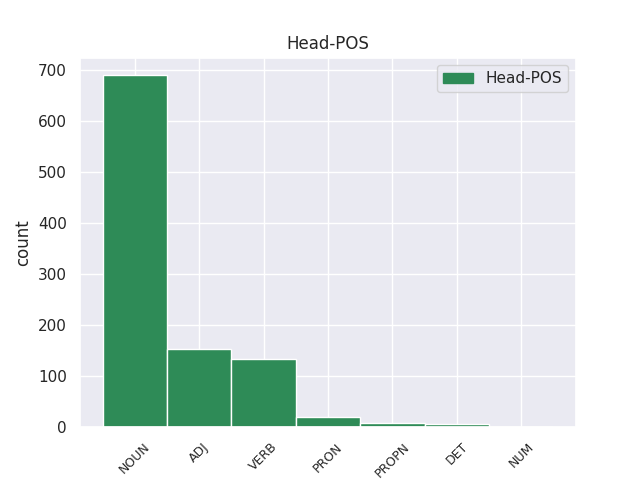 Head-POS
Head-POS
count
700
600
500
400
300
200
100
0
NOUN
ADJ
VERB
PRON
PROPN
DET
NUM